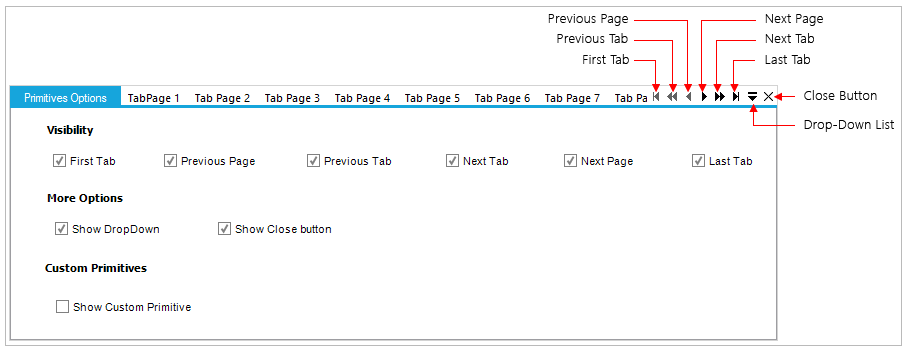 Previous Page
Next Page
Previous Tab
Next Tab
First Tab
Last Tab
Primitives Options
TabPage 1
Tab Page 2
Tab Page 3
Tab Page 4
Tab Page 5
Tab Page 6
Tab Page 7
Tab Pa
Close Button
Drop-Down List
Visibility
First Tab
Previous Page
Previous Tab
Next Tab
Next Page
Last Tab
More Options
Show DropDown
Show Close button
Custom Primitives
Show Custom Primitive